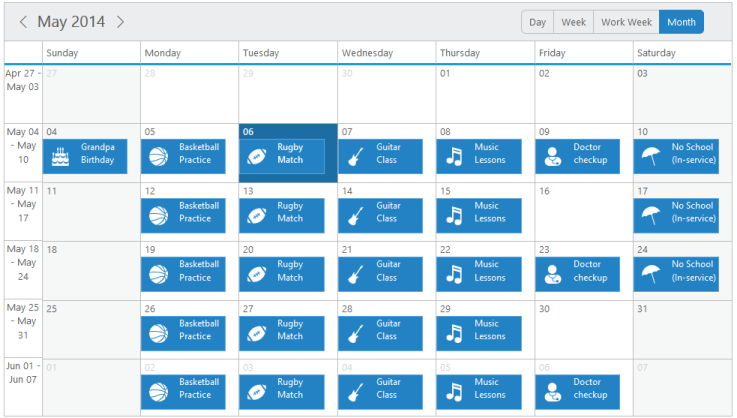 May 2014 Day Week Work Week Month
Sunday Monday Tuesday Wednesday Thursday Friday Saturday
Apr 27 - 27 28 29 30 01 02 03
May 03
May 04 04 05 06 07 08 09 10
- May Grandpa Basketball Rugby Guitar Music Doctor No School
10 Birthday Practice Match Class Lessons checkup (In-service)
May 11 11 12 13 14 15 16 17
- May Basketball Rugby Guitar Music No School
17 Practice Match Class Lessons (In-service)
May 18 18 19 20 21 22 23 24
- May Basketball Rugby Guitar Music Doctor No School
24 Practice Match Class Lessons checkup (In-service)
May 25 25 26 27 28 29 30 31
- May Basketball Rugby Guitar Music
31 Practice Match Class Lessons
Jun 01 - 01 02 03 04 05 06 07
Jun 07 Basketball Rugby Guitar Music Doctor
Practice Match Class Lessons checkup